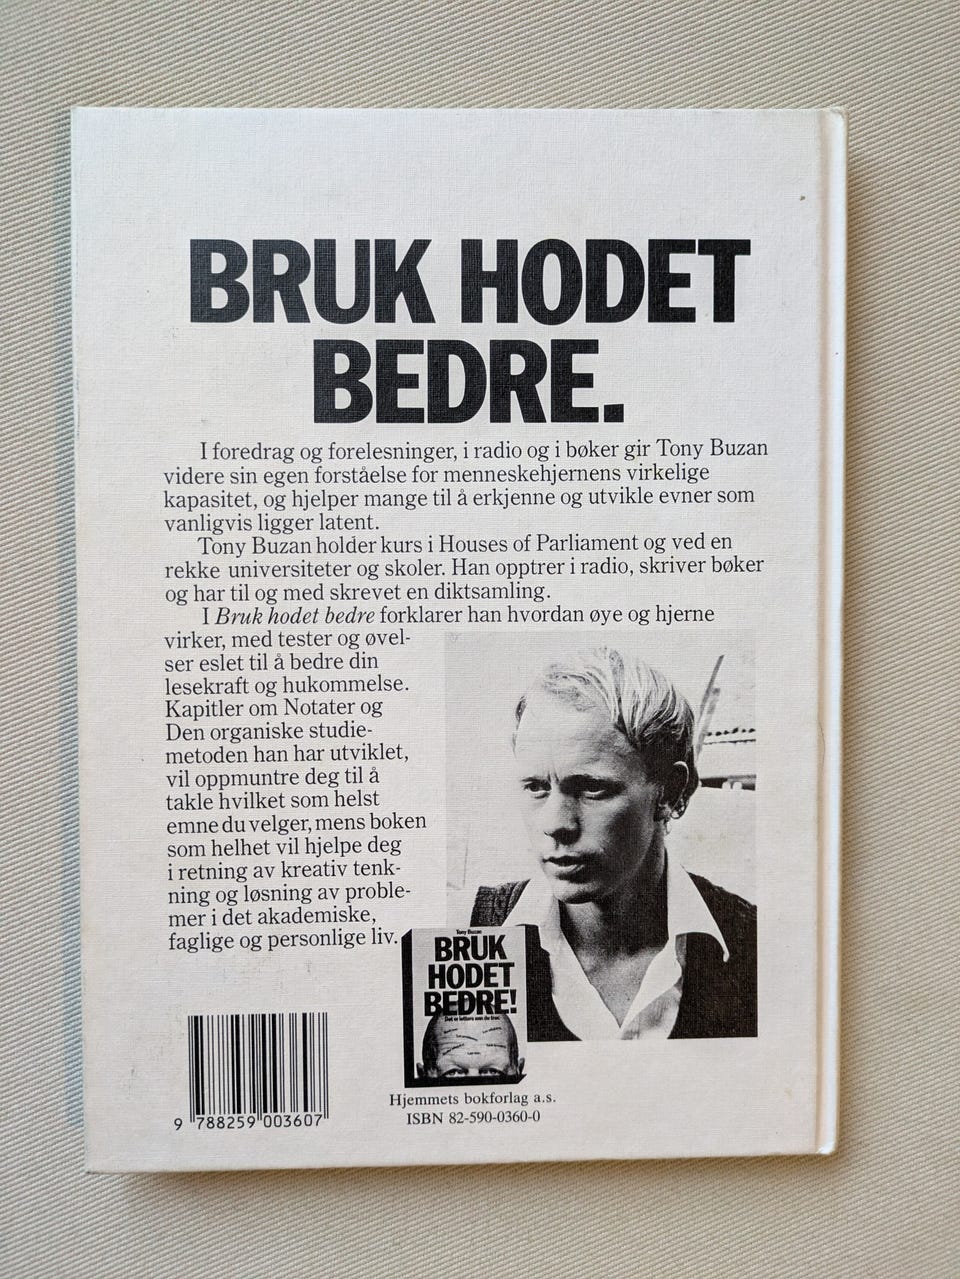 BRUK HODET
BEDRE.
I foredrag og forelesninger, i radio og i bøker gir Tony Buzan
videre sin egen forståelse for menneskehjernens virkelige
kapasitet, og hjelper mange til å erkjenne og utvikle evner som
vanligvis ligger latent.
Tony Buzan holder kurs i Houses of Parliament og ved en
rekke universiteter og skoler. Han opptrer i radio, skriver bøker
og har til og med skrevet en diktsamling.
I Bruk hodet bedre forklarer han hvordan øye og hjerne
virker, med tester og øvel-
ser eslet til å bedre din
lesekraft og hukommelse.
Kapitler om Notater og
Den organiske studie-
metoden han har utviklet,
vil oppmuntre deg til å
takle hvilket som helst
emne du velger, mens boken
som helhet vil hjelpe deg
i retning av kreativ tenk-
ning og løsning av proble-
mer i det akademiske,
faglige og personlige liv.
Tony Buzan
BRUK
HODET
BEDRE!
Det er lettere enn du tror.
Hjemmets bokforlag a.s.
ISBN 82-590-0360-0
9 788259 003607